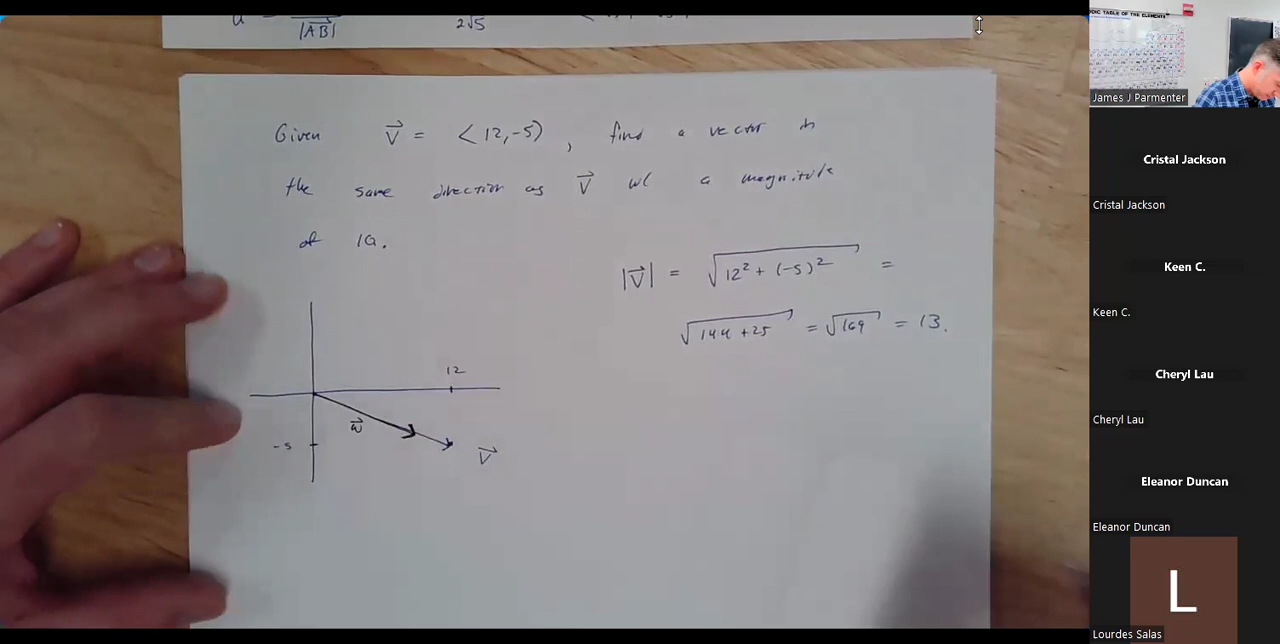 |AB|
2√5
Given v = < 12, -5 ) , find a vector in
the same direction as v w/ a magnitude
of 10.
|v| = √12² + (-5)² =
√144 + 25 = √169 = 13.
12
-5
w
v
James J Parmenter
Cristal Jackson
Cristal Jackson
Keen C.
Keen C.
Cheryl Lau
Cheryl Lau
Eleanor Duncan
Eleanor Duncan
L
Lourdes Salas